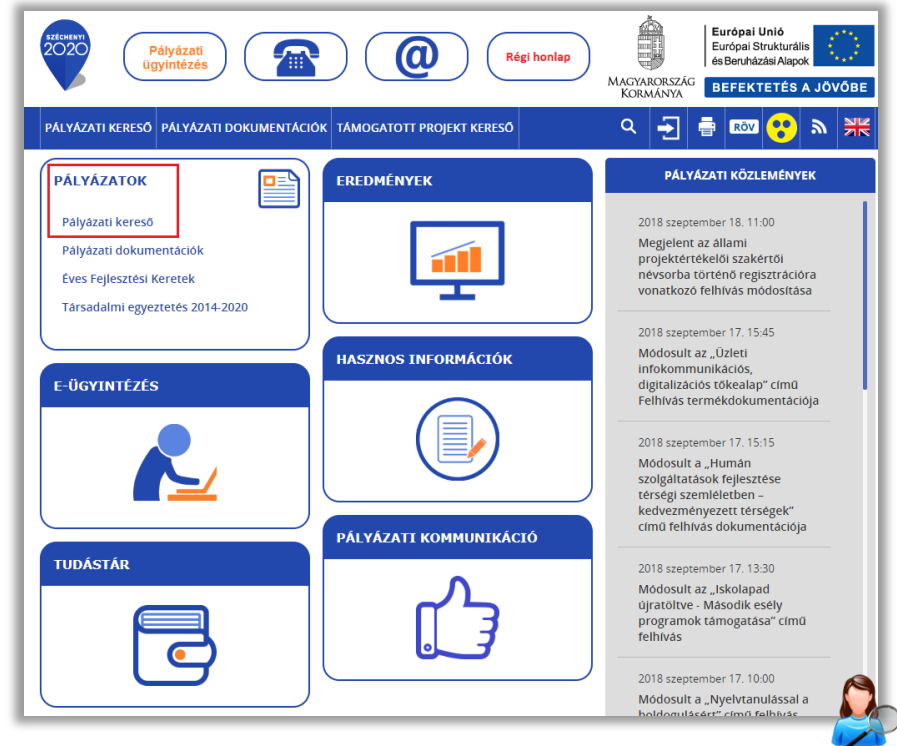 SZÉCHENYI
2020
Pályázati
ügyintézés
@
Régi honlap
MAGYARORSZÁG
KORMÁNYA
Európai Unió
Európai Strukturális
és Beruházási Alapok
BEFEKTETÉS A JÖVŐBE
PÁLYÁZATI KERESŐ PÁLYÁZATI DOKUMENTÁCIÓK TÁMOGATOTT PROJEKT KERESŐ
RÖV
PÁLYÁZATOK
Pályázati kereső
Pályázati dokumentációk
Éves Fejlesztési Keretek
Társadalmi egyeztetés 2014-2020
E-ÜGYINTÉZÉS
TUDÁSTÁR
EREDMÉNYEK
HASZNOS INFORMÁCIÓK
PÁLYÁZATI KOMMUNIKÁCIÓ
PÁLYÁZATI KÖZLEMÉNYEK
2018 szeptember 18. 11:00
Megjelent az állami
projektértékelői szakértői
névsorba történő regisztrációra
vonatkozó felhívás módosítása
2018 szeptember 17. 15:45
Módosult az „Üzleti
infokommunikációs,
digitalizációs tőkealap” című
Felhívás termékdokumentációja
2018 szeptember 17. 15:15
Módosult a „Humán
szolgáltatások fejlesztése
térségi szemléletben –
kedvezményezett térségek”
című felhívás dokumentációja
2018 szeptember 17. 13:30
Módosult az „Iskolapad
újratöltve - Második esély
programok támogatása” című
felhívás
2018 szeptember 17. 10:00
Módosult a „Nyelvtanulással a
boldogulásért” című felhívás